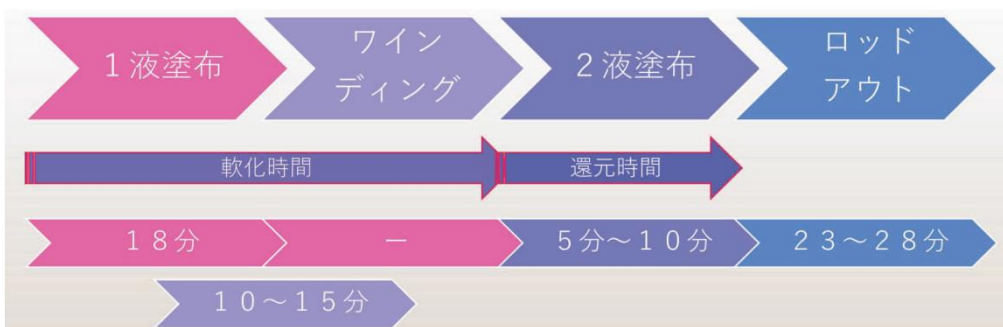 １液塗布
ワイン
ディング
２液塗布
ロッド
アウト
軟化時間
還元時間
１８分
ー
５分～１０分
２３～２８分
１０～１５分